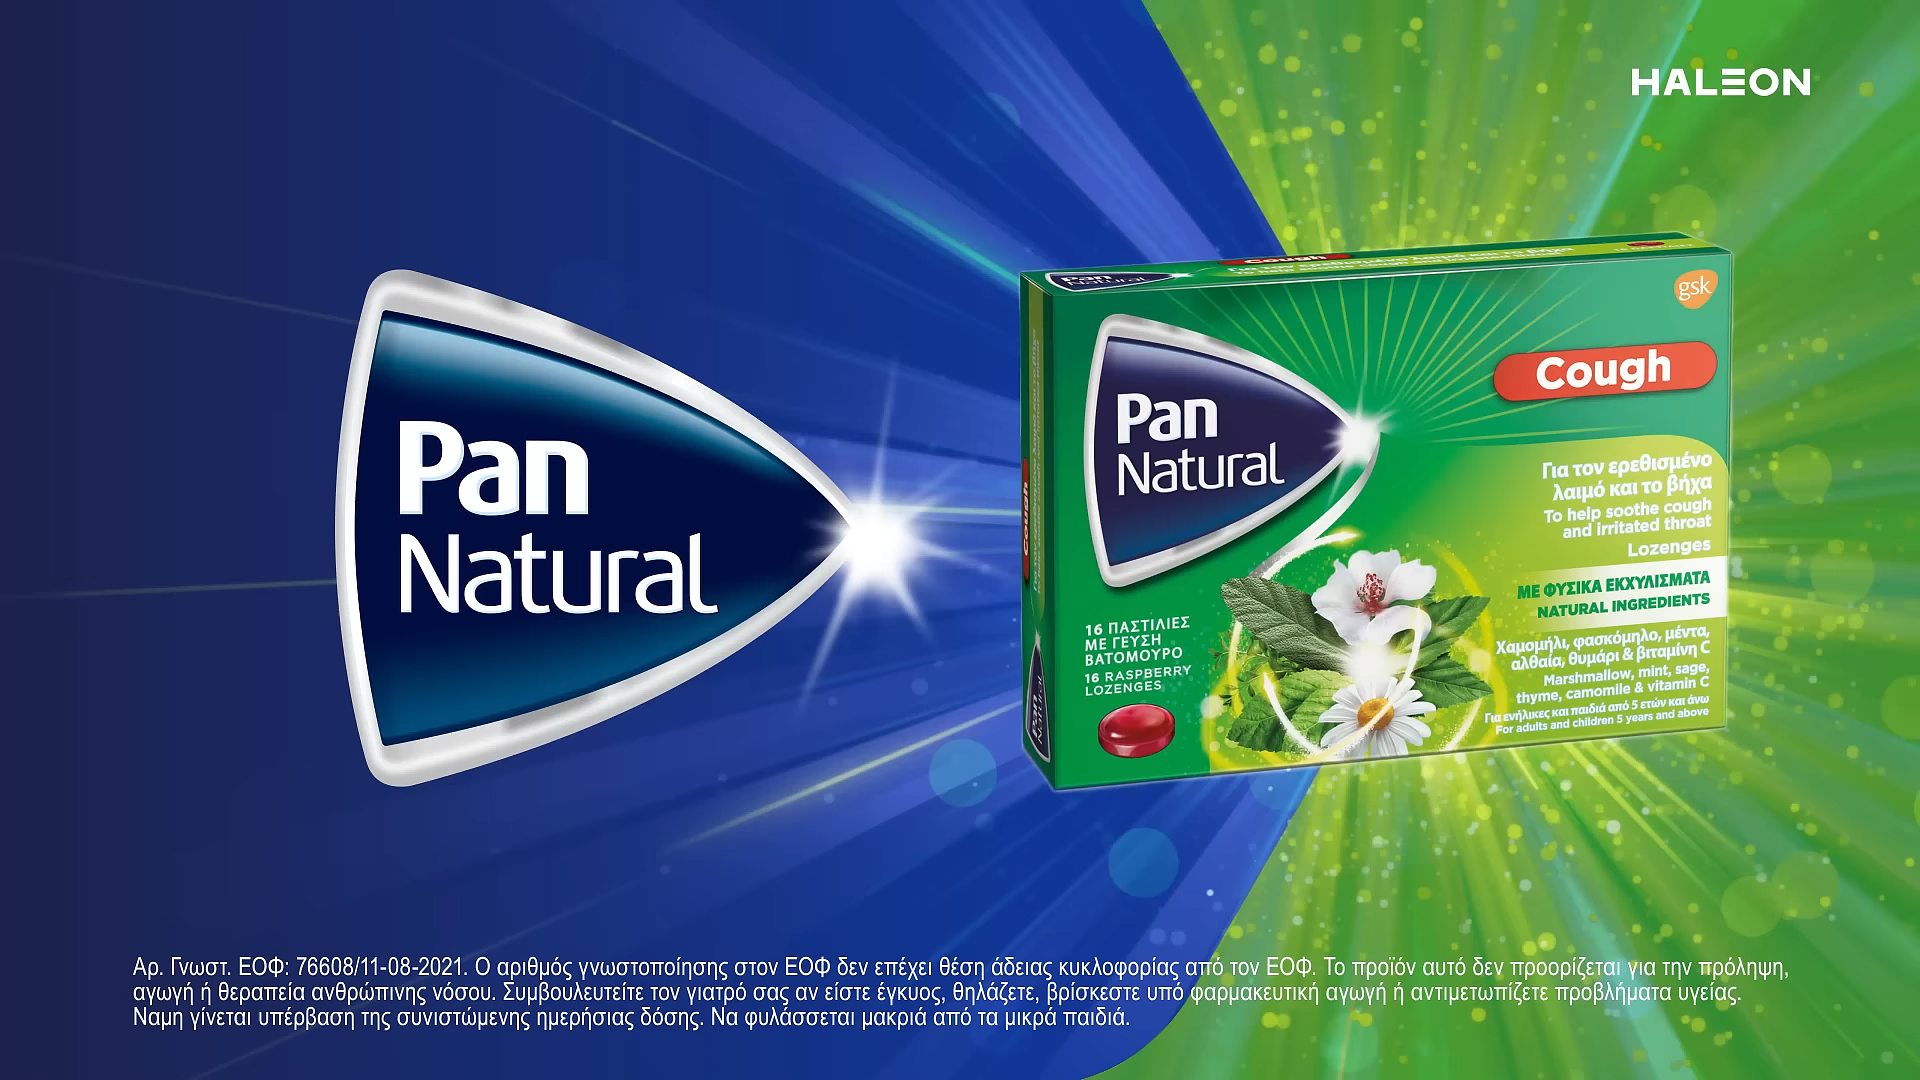 HALEON
Pan
Natural
Pan
Natural
Cough
gsk
Cough
Pan
Natural
Για τον ερεθισμένο
λαιμό και το βήχα
To help soothe cough
and irritated throat
Lozenges
ΜΕ ΦΥΣΙΚΑ ΕΚΧΥΛΙΣΜΑΤΑ
NATURAL INGREDIENTS
Χαμομήλι, φασκόμηλο, μέντα,
αλθαία, θυμάρι & βιταμίνη C
Marshmallow, mint, sage,
thyme, camomile & vitamin C
Για ενήλικες και παιδιά από 5 ετών και άνω
For adults and children 5 years and above
16 ΠΑΣΤΙΛΙΕΣ
ΜΕ ΓΕΥΣΗ
ΒΑΤΟΜΟΥΡΟ
16 RASPBERRY
LOZENGES
Cough
Pan
Natural
Αρ. Γνωστ. ΕΟΦ: 76608/11-08-2021. Ο αριθμός γνωστοποίησης στον ΕΟΦ δεν επέχει θέση άδειας κυκλοφορίας από τον ΕΟΦ. Το προϊόν αυτό δεν προορίζεται για την πρόληψη,
αγωγή ή θεραπεία ανθρώπινης νόσου. Συμβουλευτείτε τον γιατρό σας αν είστε έγκυος, θηλάζετε, βρίσκεστε υπό φαρμακευτική αγωγή ή αντιμετωπίζετε προβλήματα υγείας.
Ναμη γίνεται υπέρβαση της συνιστώμενης ημερήσιας δόσης. Να φυλάσσεται μακριά από τα μικρά παιδιά.